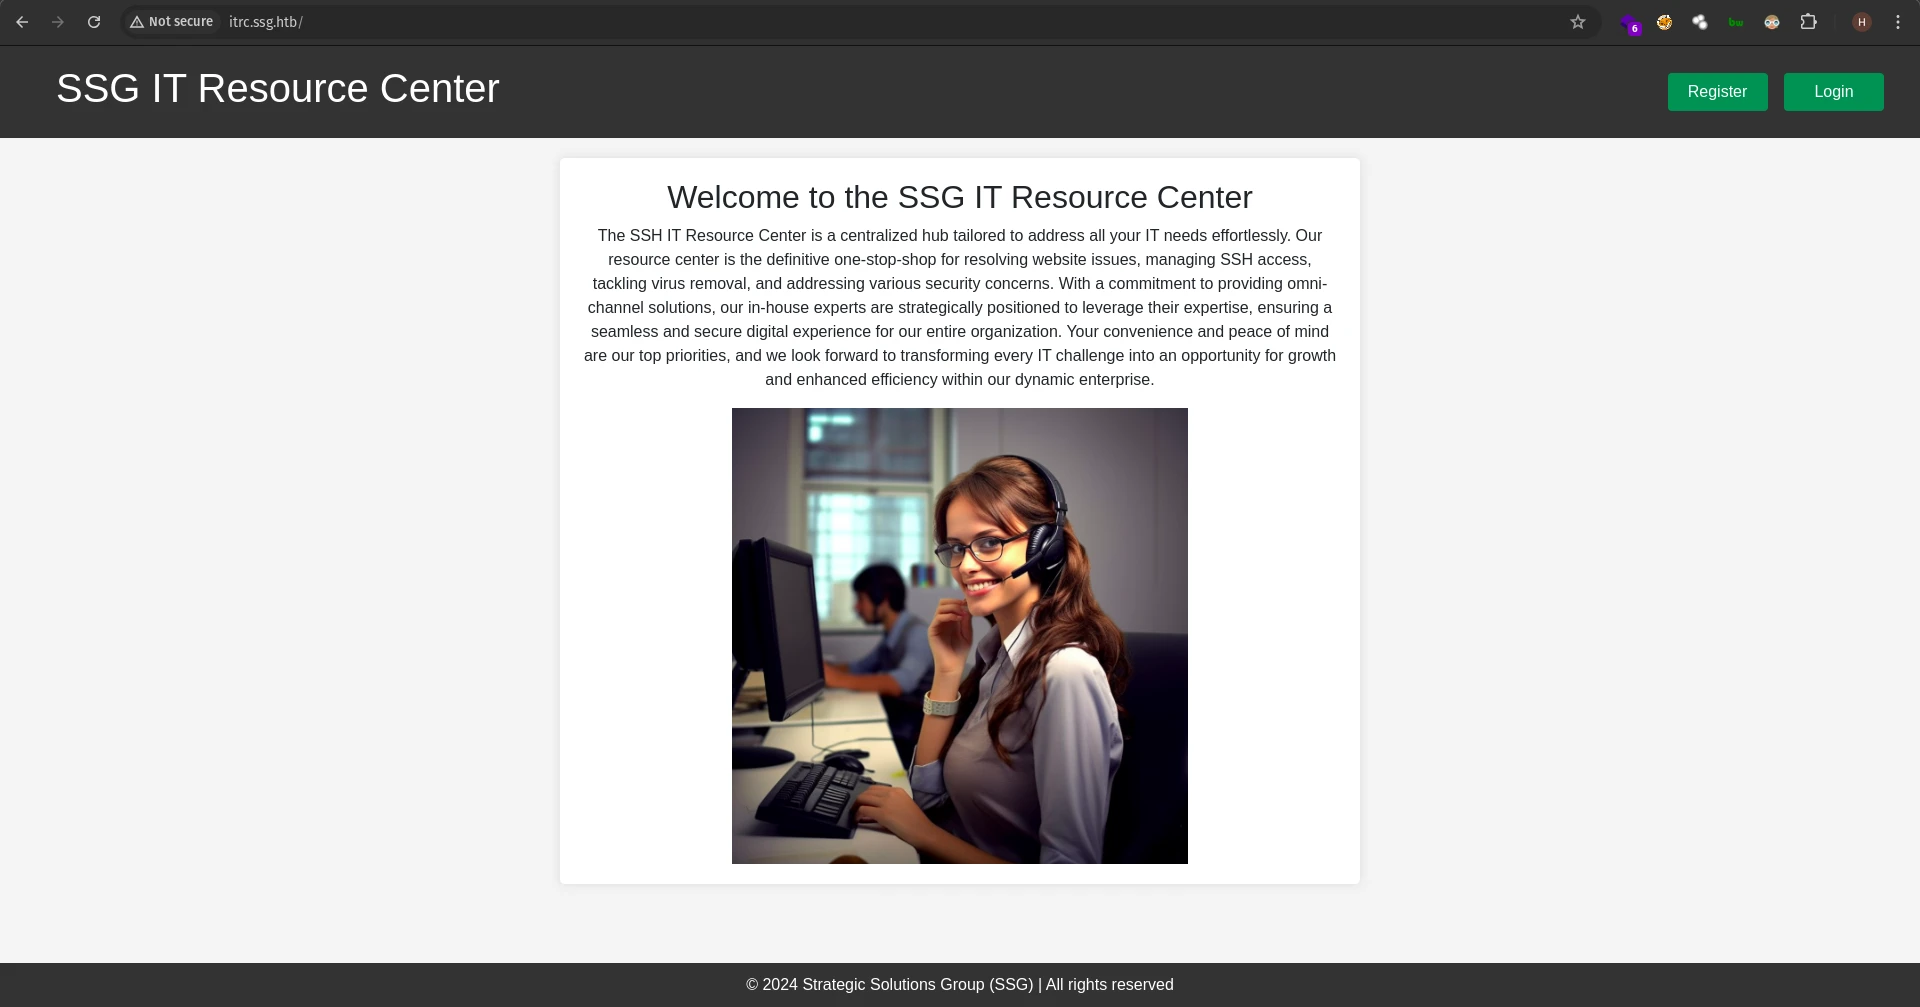 Not secure
itrc.ssg.htb/
6
bw
H
SSG IT Resource Center
Register
Login
Welcome to the SSG IT Resource Center
The SSH IT Resource Center is a centralized hub tailored to address all your IT needs effortlessly. Our
resource center is the definitive one-stop-shop for resolving website issues, managing SSH access,
tackling virus removal, and addressing various security concerns. With a commitment to providing omni-
channel solutions, our in-house experts are strategically positioned to leverage their expertise, ensuring a
seamless and secure digital experience for our entire organization. Your convenience and peace of mind
are our top priorities, and we look forward to transforming every IT challenge into an opportunity for growth
and enhanced efficiency within our dynamic enterprise.
© 2024 Strategic Solutions Group (SSG) | All rights reserved